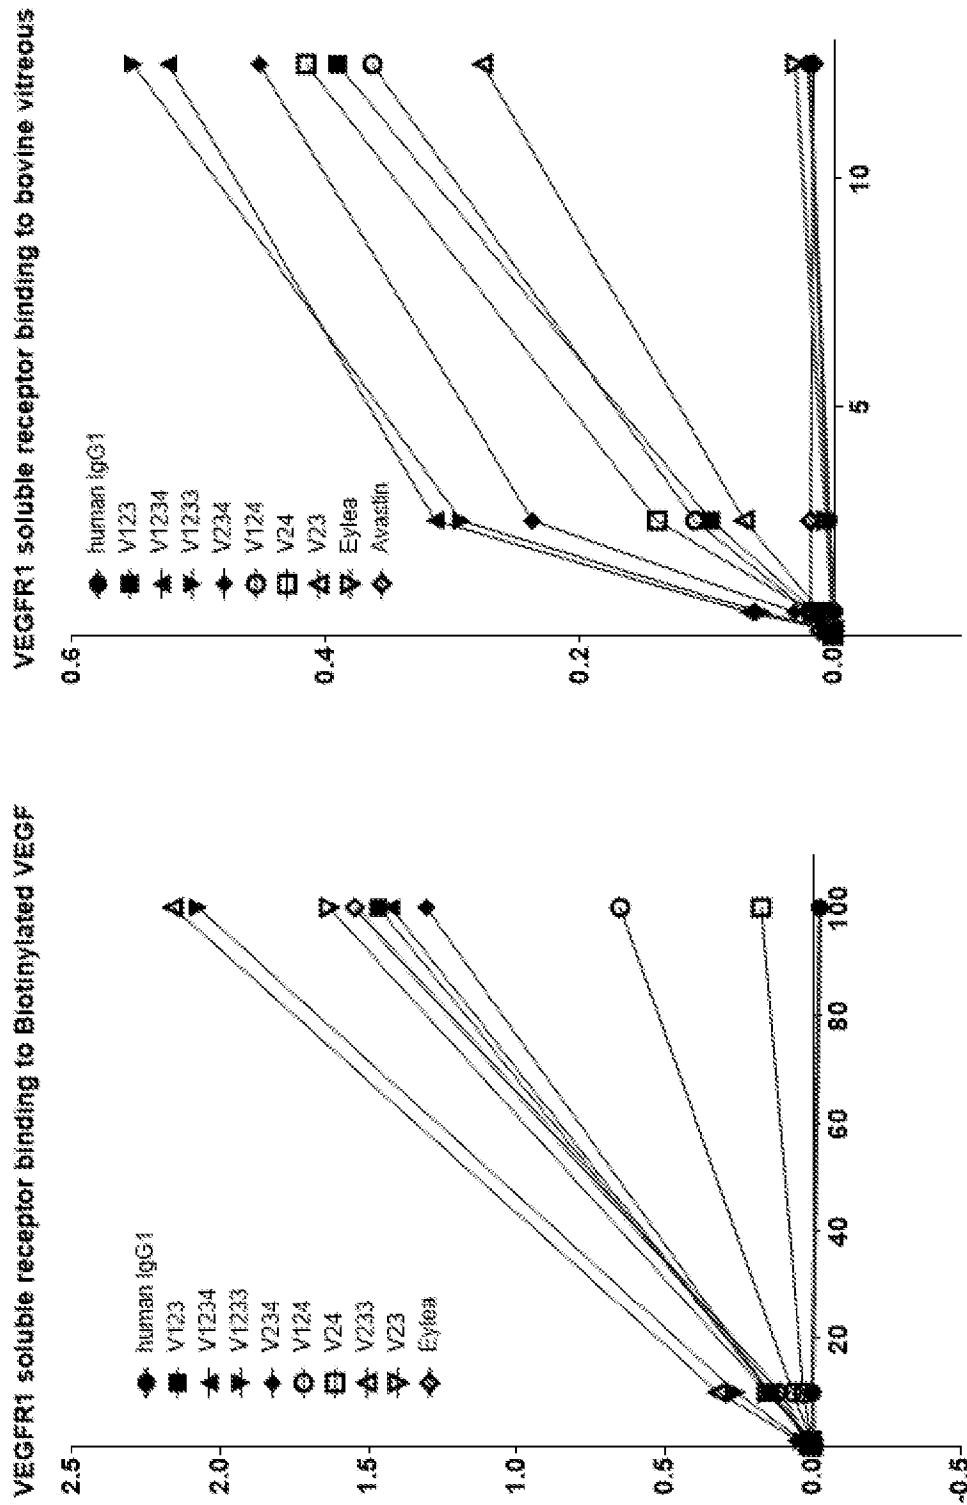 VEGFR1 soluble receptor binding to Biotinylated VEGF
2.5
2.0
1.5
1.0
0.5
0.0
-0.5
human IgG1
V123
V1234
V1233
V234
V124
V24
V233
V23
Eylea
20
40
60
80
100
VEGFR1 soluble receptor binding to bovine vitreous
0.6
0.4
0.2
0.0
human IgG1
V123
V1234
V1233
V234
V124
V24
V23
Eylea
Avastin
5
10